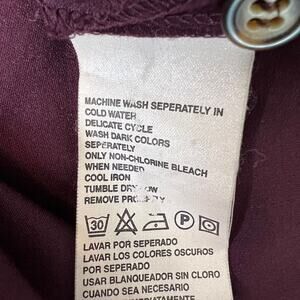 MACHINE WASH SEPERATELY IN
COLD WATER
DELICATE CYCLE
WASH DARK COLORS
SEPERATELY
ONLY NON-CHLORINE BLEACH
WHEN NEEDED
COOL IRON
TUMBLE DRY LOW
REMOVE PROMPTLY
30 P
LAVAR POR SEPARADO
LAVAR LOS COLORES OSCUROS
POR SEPARADO
USAR BLANQUEADOR SIN CLORO
CUANDO SEA NECESARIO